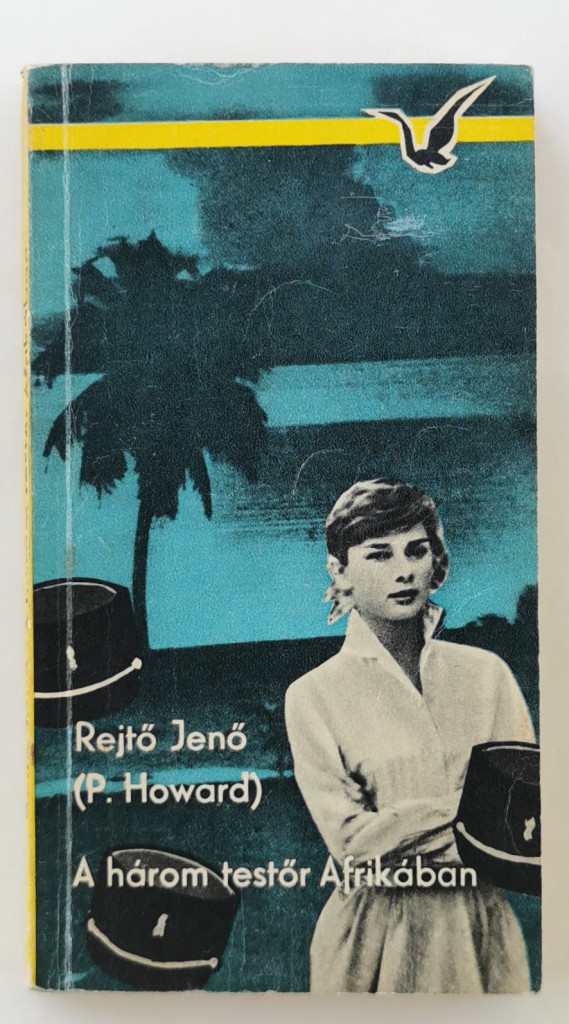 Rejtő Jenő
(P. Howard)
A három testőr Afrikában